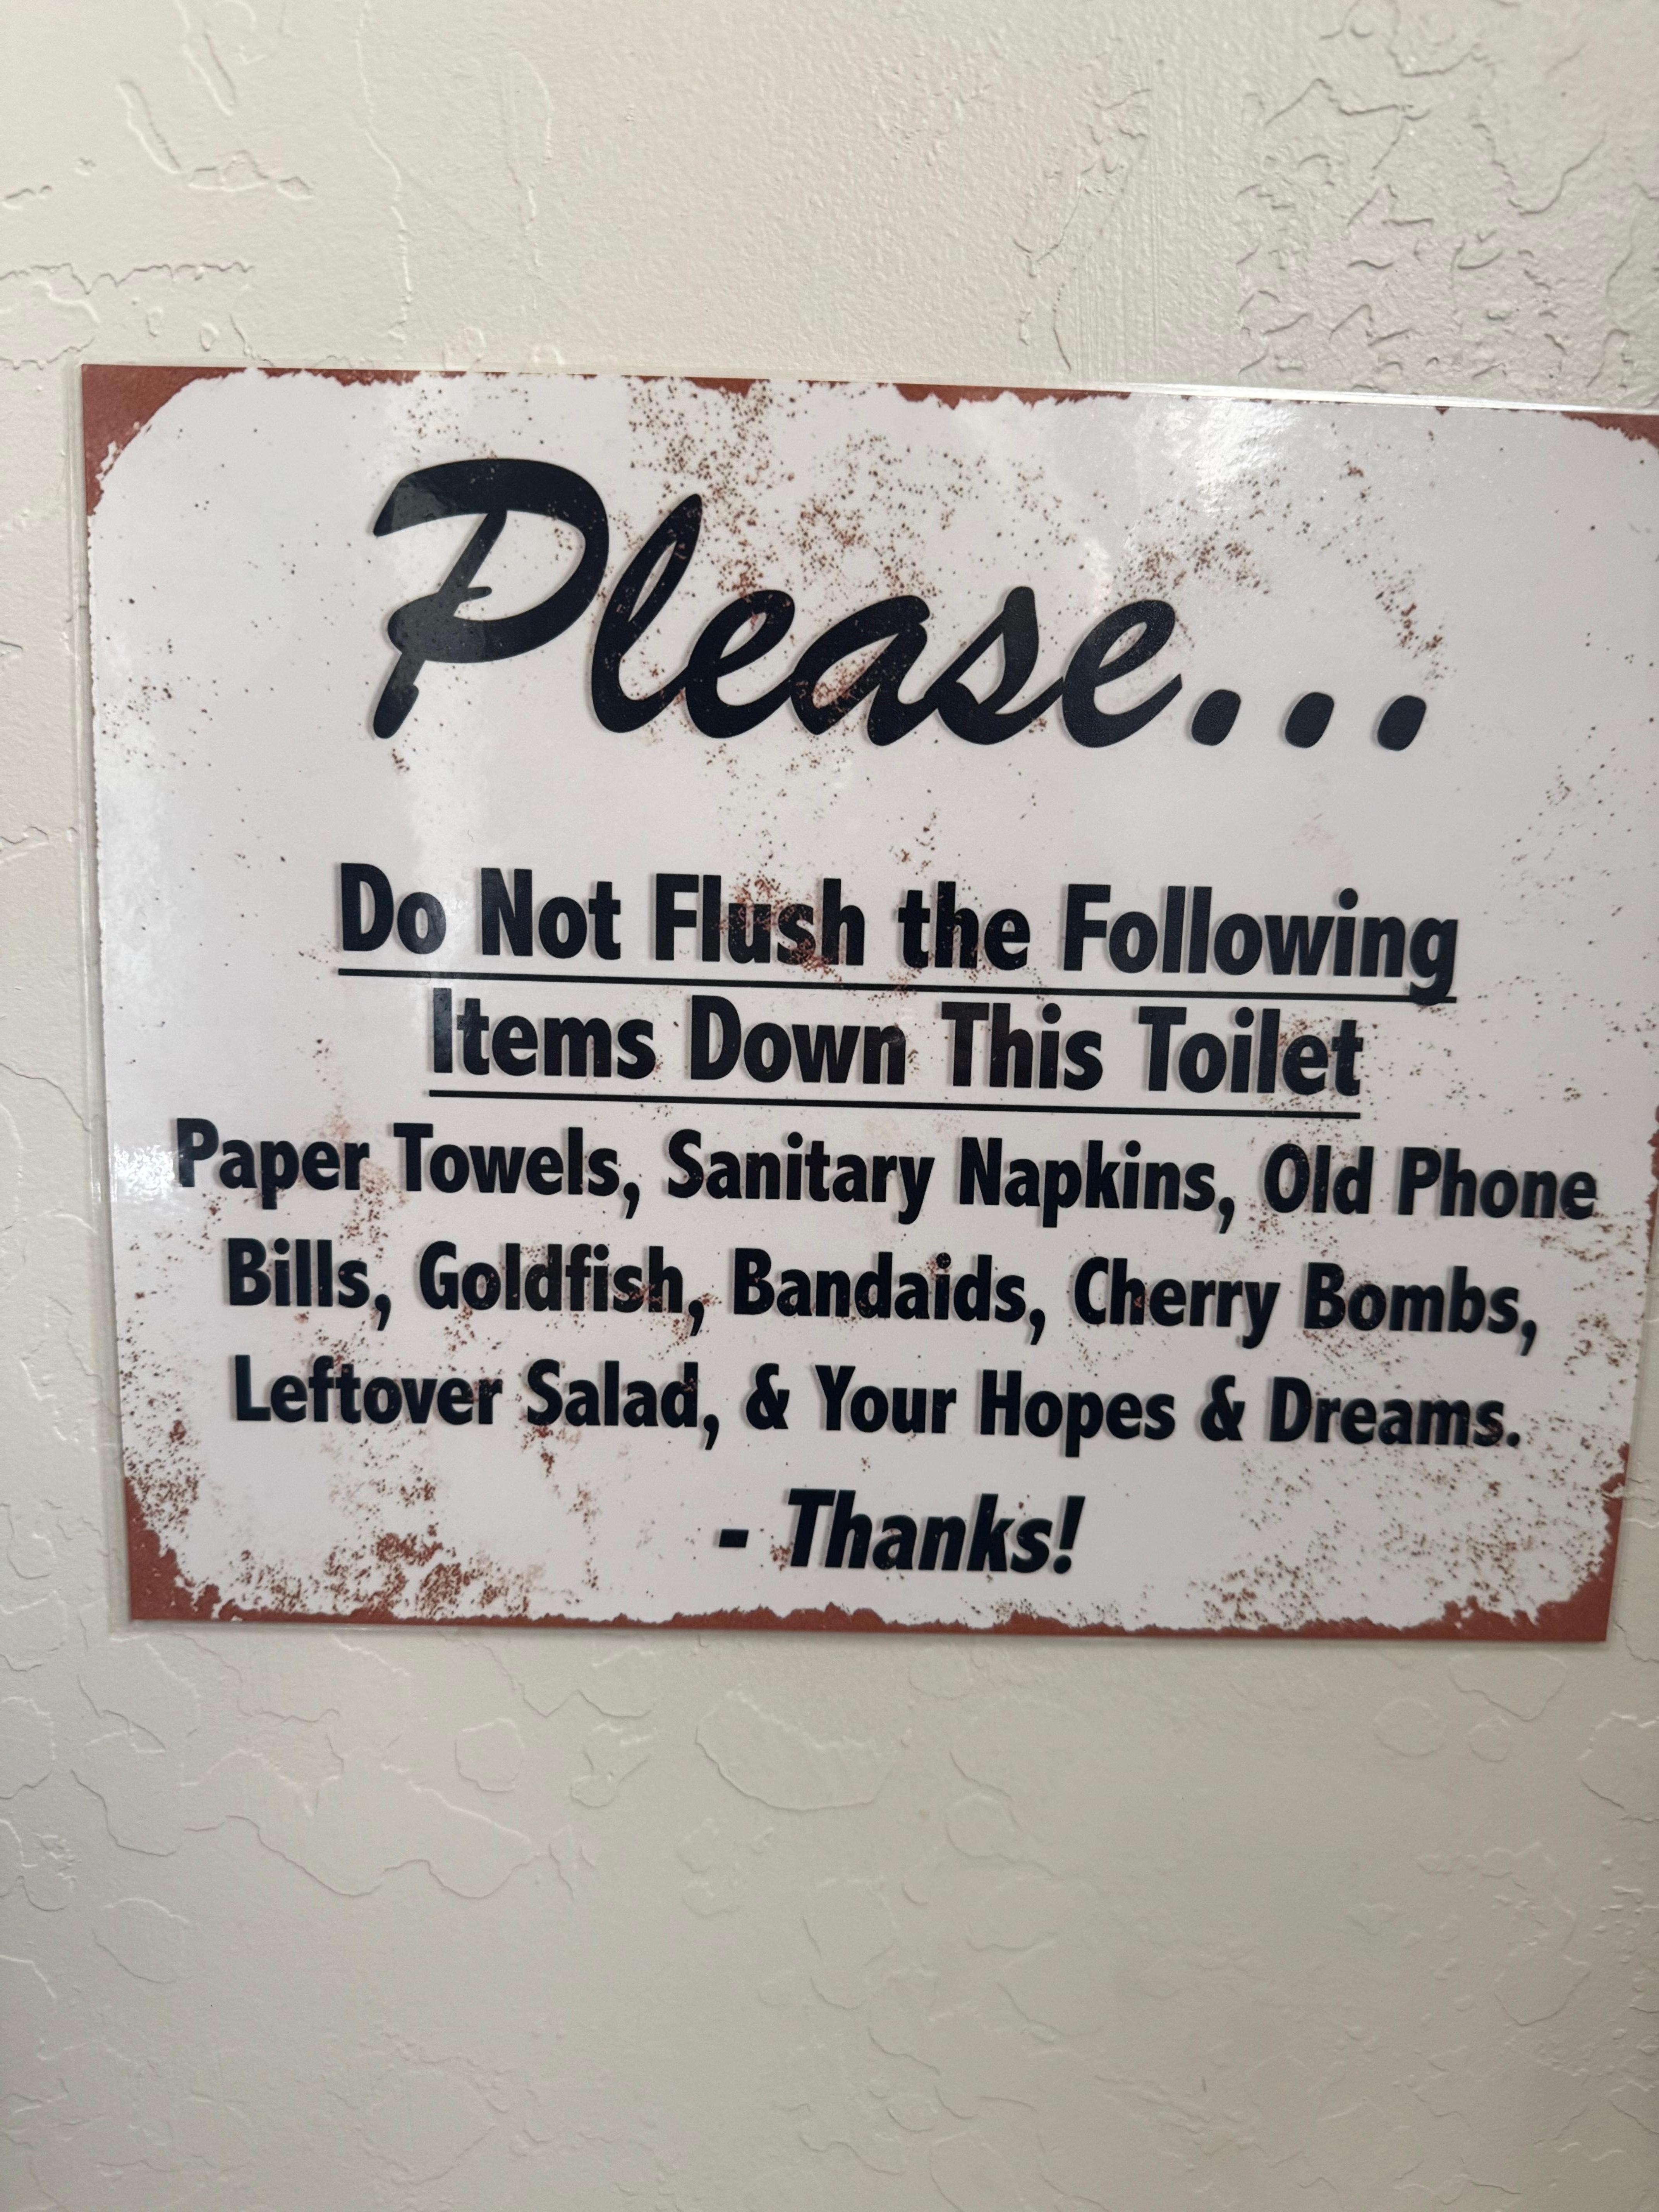 Please...
Do Not Flush the Following
Items Down This Toilet
Paper Towels, Sanitary Napkins, Old Phone
Bills, Goldfish, Bandaids, Cherry Bombs,
Leftover Salad, & Your Hopes & Dreams.
- Thanks!